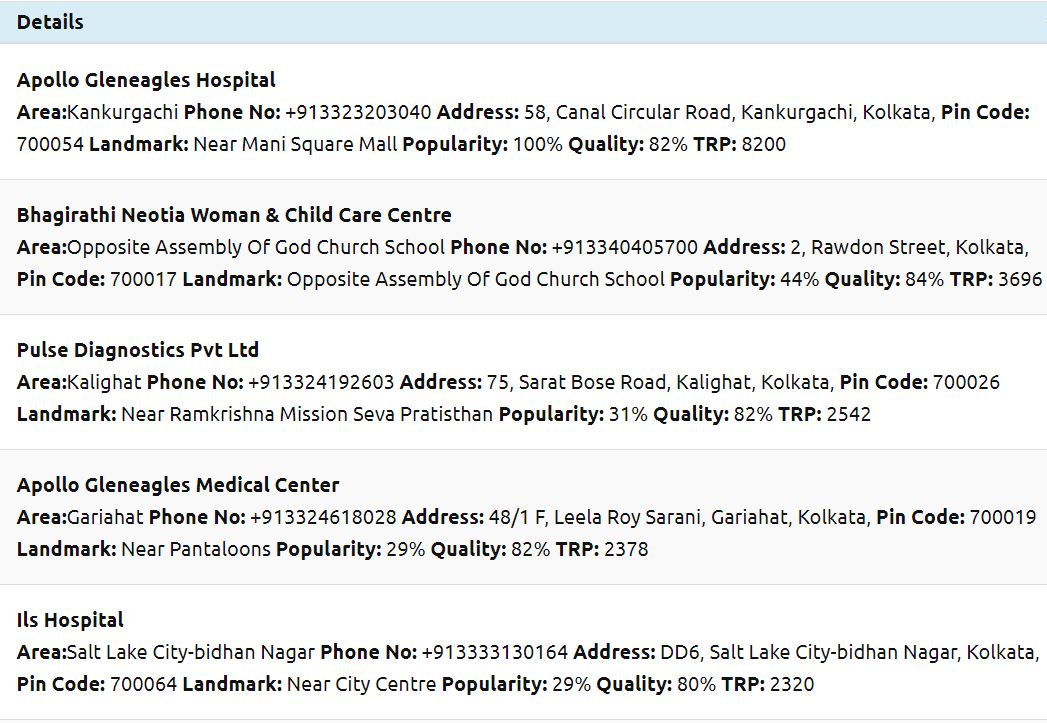 Details
Apollo Gleneagles Hospital
Area:Kankurgachi Phone No: +913323203040 Address: 58, Canal Circular Road, Kankurgachi, Kolkata, Pin Code:
700054 Landmark: Near Mani Square Mall Popularity: 100% Quality: 82% TRP: 8200
Bhagirathi Neotia Woman & Child Care Centre
Area:Opposite Assembly Of God Church School Phone No: +913340405700 Address: 2, Rawdon Street, Kolkata,
Pin Code: 700017 Landmark: Opposite Assembly Of God Church School Popularity: 44% Quality: 84% TRP: 3696
Pulse Diagnostics Pvt Ltd
Area:Kalighat Phone No: +913324192603 Address: 75, Sarat Bose Road, Kalighat, Kolkata, Pin Code: 700026
Landmark: Near Ramkrishna Mission Seva Pratisthan Popularity: 31% Quality: 82% TRP: 2542
Apollo Gleneagles Medical Center
Area:Gariahat Phone No: +913324618028 Address: 48/1 F, Leela Roy Sarani, Gariahat, Kolkata, Pin Code: 700019
Landmark: Near Pantaloons Popularity: 29% Quality: 82% TRP: 2378
Ils Hospital
Area:Salt Lake City-bidhan Nagar Phone No: +913333130164 Address: DD6, Salt Lake City-bidhan Nagar, Kolkata,
Pin Code: 700064 Landmark: Near City Centre Popularity: 29% Quality: 80% TRP: 2320